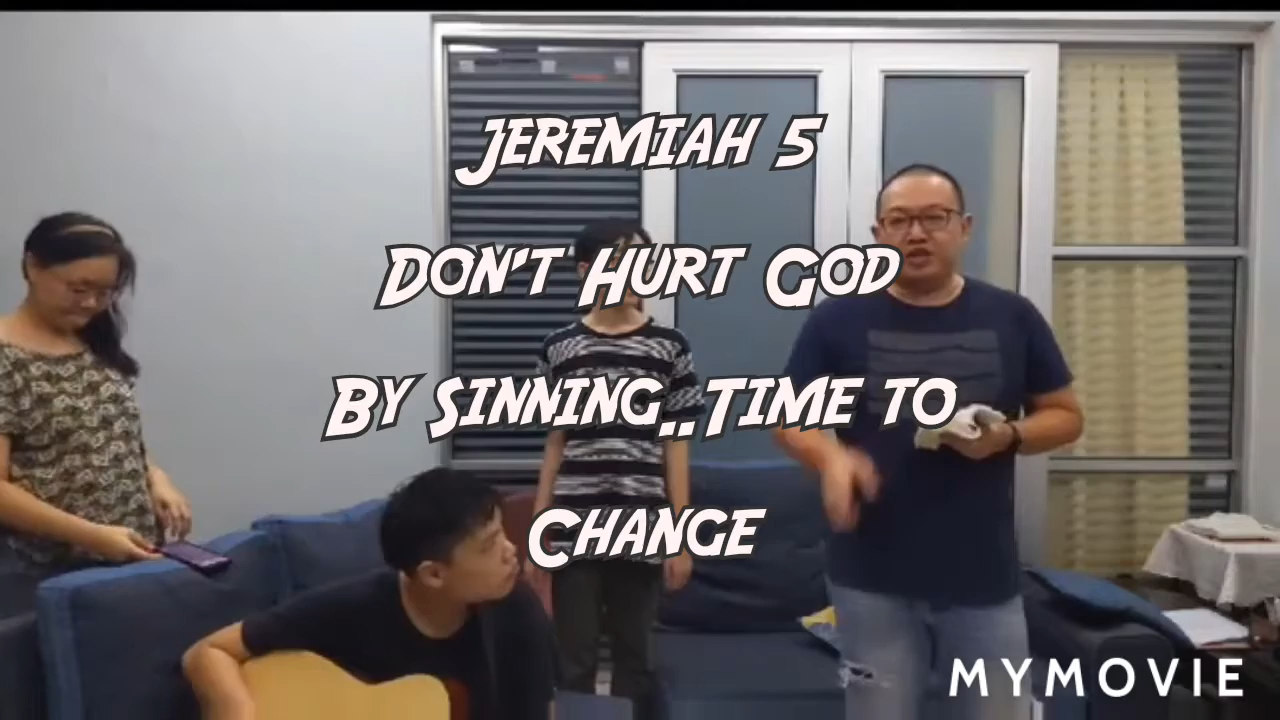 Jeremiah 5
Don't Hurt God
By Sinning..Time to
Change
MYMOVIE